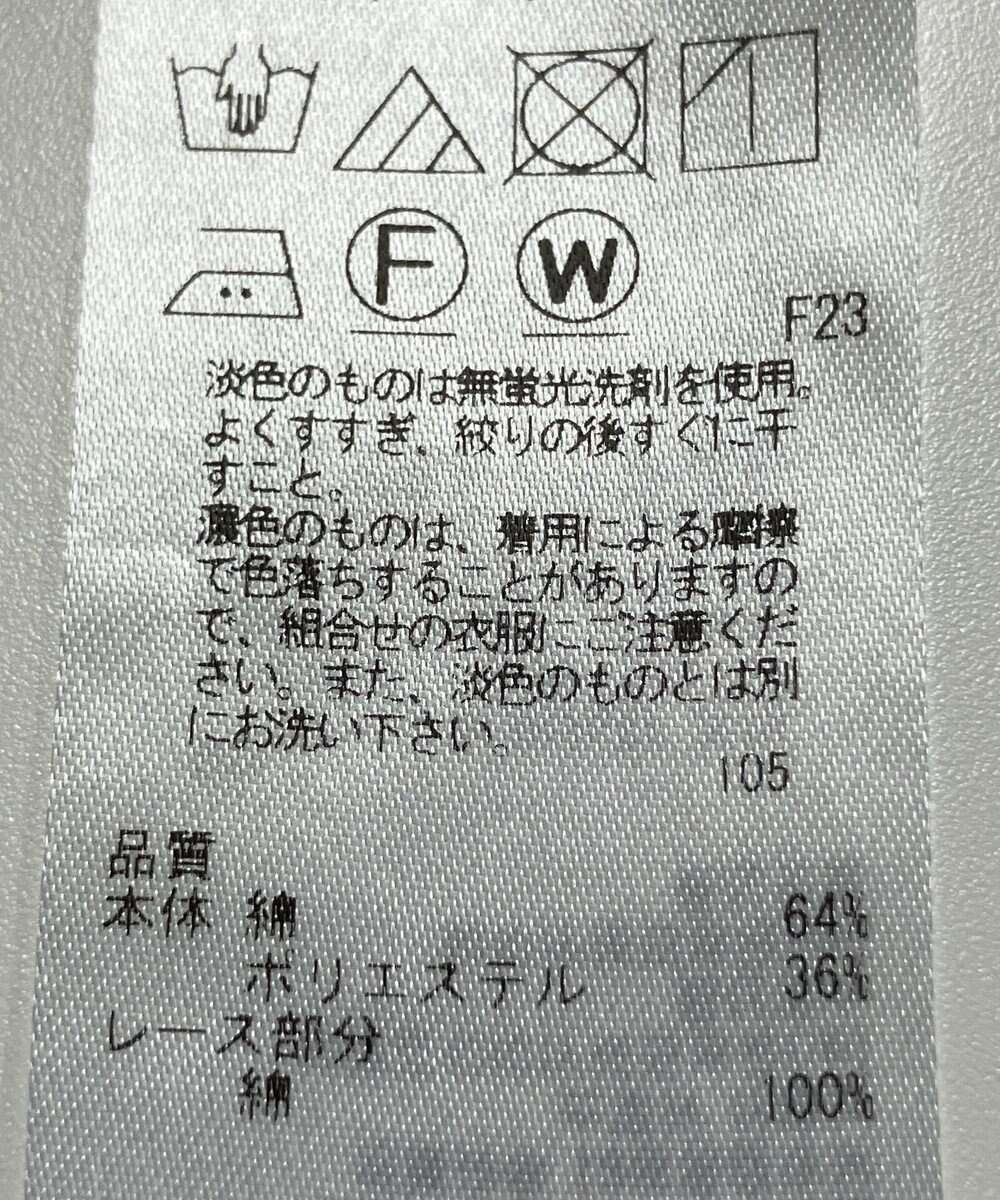 F W
F23
淡色のものは無蛍光洗剤を使用。
よくすすぎ、絞りの後すぐに干
すこと。
濃色のものは、着用による摩擦
で色落ちすることがありますの
で、組合せの衣服にご注意くだ
さい。また、淡色のものとは別
にお洗い下さい。
105
品質
本体 綿 64%
ポリエステル 36%
レース部分
綿 100%